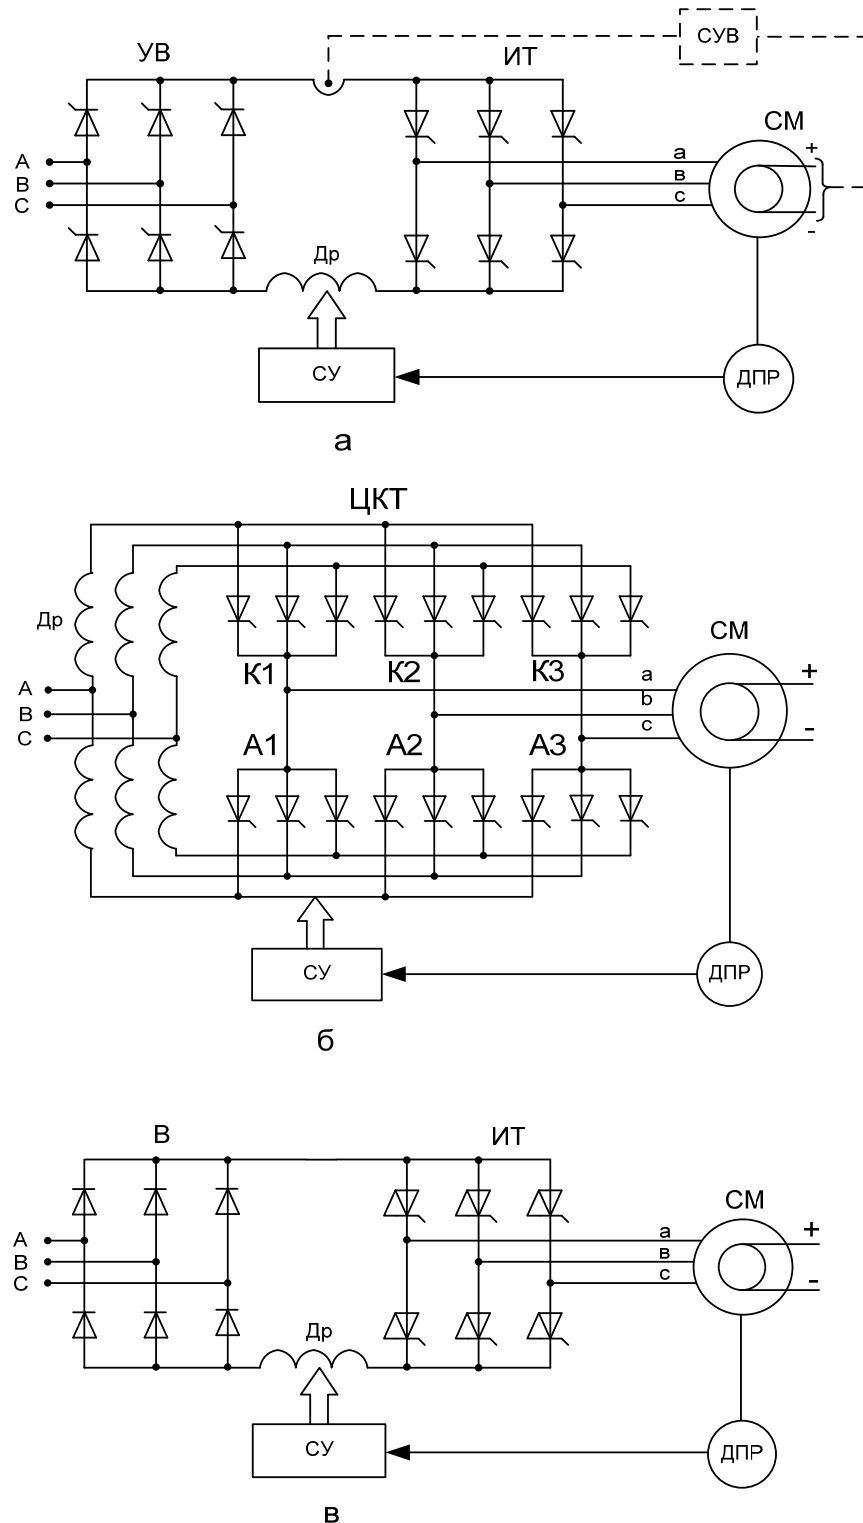 СУВ
УВ
ИТ
СМ
А
В
С
а
в
с
+
-
Др
СУ
ДПР
а
ЦКТ
Др
СМ
К1
К2
К3
А
В
С
a
b
c
+
-
А1
А2
А3
СУ
ДПР
б
В
ИТ
СМ
А
В
С
а
в
с
+
-
Др
СУ
ДПР
в